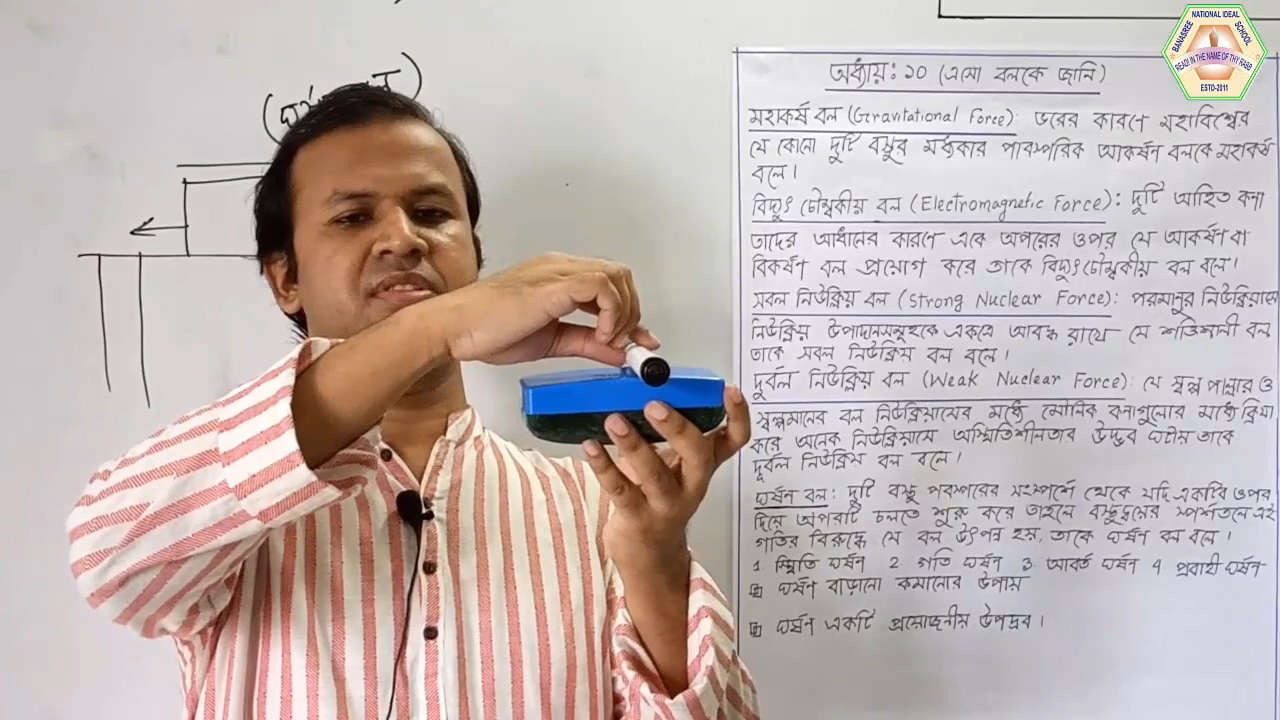 NATIONAL IDEAL
BANASREE SCHOOL
READ! IN THE NAME OF THY RABB
ESTD-2011
অধ্যায়: ১০ (এসো বলকে জানি)
মহাকর্ষ বল (Gravitational Force): ভরের কারণে মহাবিশ্বের
যে কোনো দুটি বস্তুর মধ্যকার পারস্পরিক আকর্ষণ বলকে মহাকর্ষ
বলে।
বিদ্যুৎ চৌম্বকীয় বল (Electromagnetic Force): দুটি আহিত কনা
তাদের আধানের কারণে একে অপরের ওপর যে আকর্ষণ বা
বিকর্ষণ বল প্রয়োগ করে তাকে বিদ্যুৎ চৌম্বকীয় বল বলে।
সবল নিউক্লিয় বল (Strong Nuclear Force): পরমানুর নিউক্লিয়াসে
নিউক্লিয় উপাদানসমূহকে একত্রে আবদ্ধ রাখে যে শক্তিশালী বল
তাকে সবল নিউক্লিয় বল বলে।
দুর্বল নিউক্লিয় বল (Weak Nuclear Force): যে স্বল্প পাল্লার ও
স্বল্পমানের বল নিউক্লিয়াসের মধ্যে মৌলিক কনাগুলোর মধ্যে ক্রিয়া
করে অনেক নিউক্লিয়াসে অস্থিতিশীলতার উদ্ভব ঘটায় তাকে
দুর্বল নিউক্লিয় বল বলে।
ঘর্ষণ বল: দুটি বস্তু পরস্পরের সংস্পর্শে থেকে যদি একটির ওপর
দিয়ে অপরটি চলতে শুরু করে তাহলে বস্তুদ্বয়ের স্পর্শতলে এই
গতির বিরুদ্ধে যে বল উৎপন্ন হয়, তাকে ঘর্ষণ বল বলে।
1. স্থিতি ঘর্ষণ 2. গতি ঘর্ষণ 3. আবর্ত ঘর্ষণ 4. প্রবাহী ঘর্ষণ
ঘর্ষণ বাড়ানো কমানোর উপায়
ঘর্ষণ একটি প্রয়োজনীয় উপদ্রব।